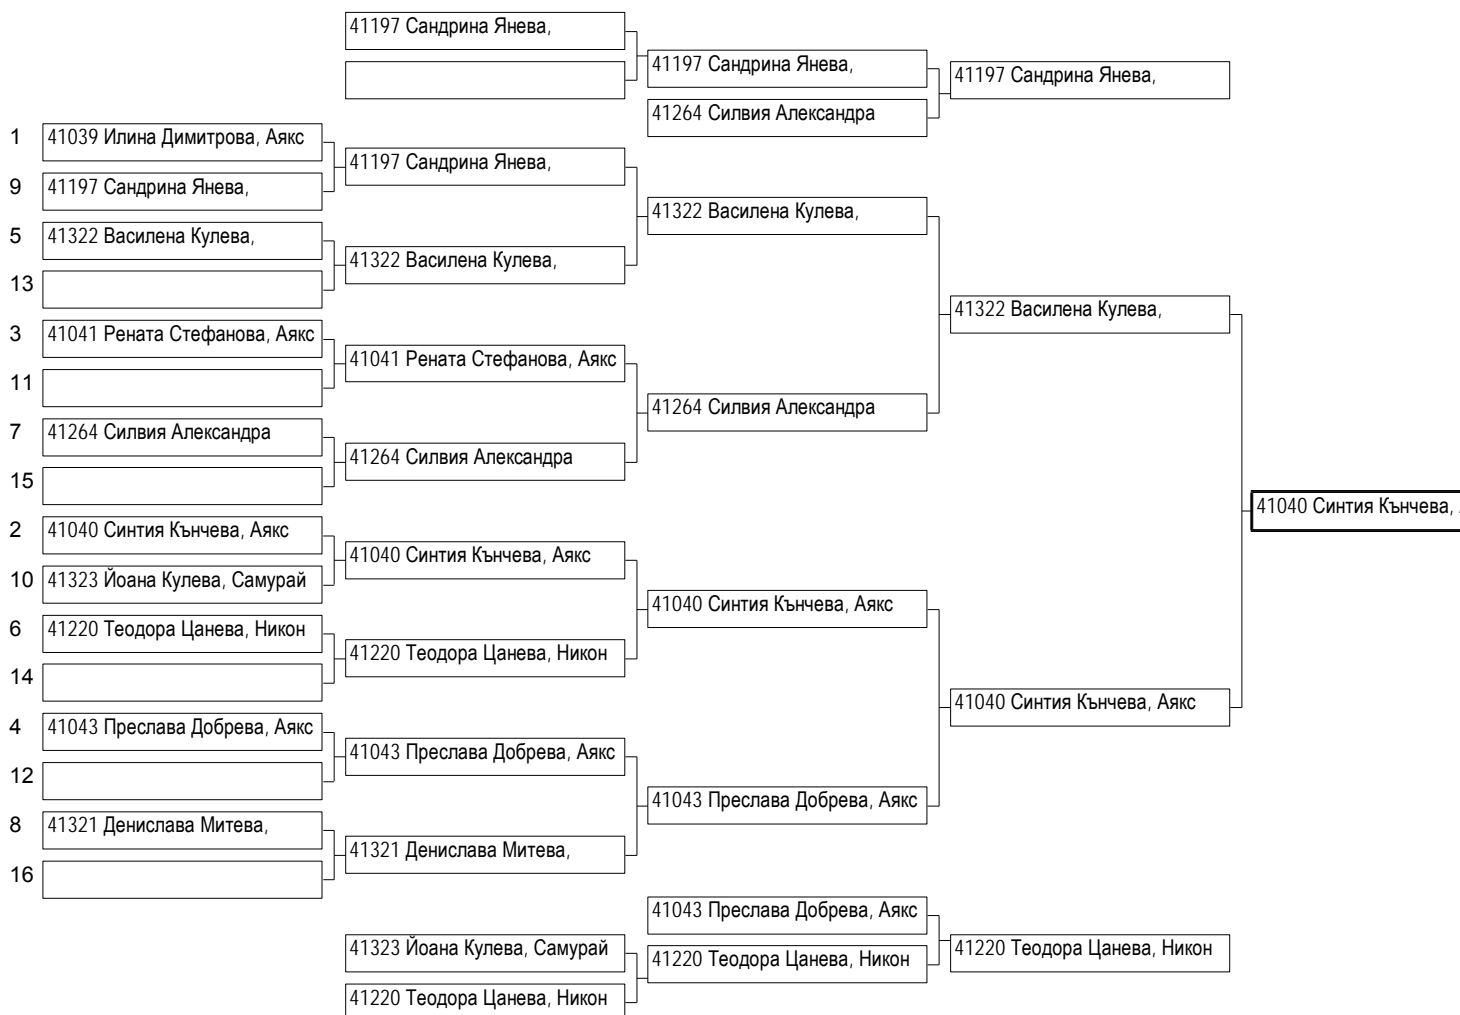 41197 Сандрина Янева,
41197 Сандрина Янева,
41197 Сандрина Янева,
41264 Силвия Александра
1 41039 Илина Димитрова, Аякс
41197 Сандрина Янева,
9 41197 Сандрина Янева,
41322 Василена Кулева,
5 41322 Василена Кулева,
41322 Василена Кулева,
13
41322 Василена Кулева,
3 41041 Рената Стефанова, Аякс
41041 Рената Стефанова, Аякс
11
41264 Силвия Александра
7 41264 Силвия Александра
41264 Силвия Александра
15
41040 Синтия Кънчева,
2 41040 Синтия Кънчева, Аякс
41040 Синтия Кънчева, Аякс
10 41323 Йоана Кулева, Самурай
41040 Синтия Кънчева, Аякс
6 41220 Теодора Цанева, Никон
41220 Теодора Цанева, Никон
14
41040 Синтия Кънчева, Аякс
4 41043 Преслава Добрева, Аякс
41043 Преслава Добрева, Аякс
12
41043 Преслава Добрева, Аякс
8 41321 Денислава Митева,
41321 Денислава Митева,
16
41043 Преслава Добрева, Аякс
41323 Йоана Кулева, Самурай
41220 Теодора Цанева, Никон
41220 Теодора Цанева, Никон
41220 Теодора Цанева, Никон